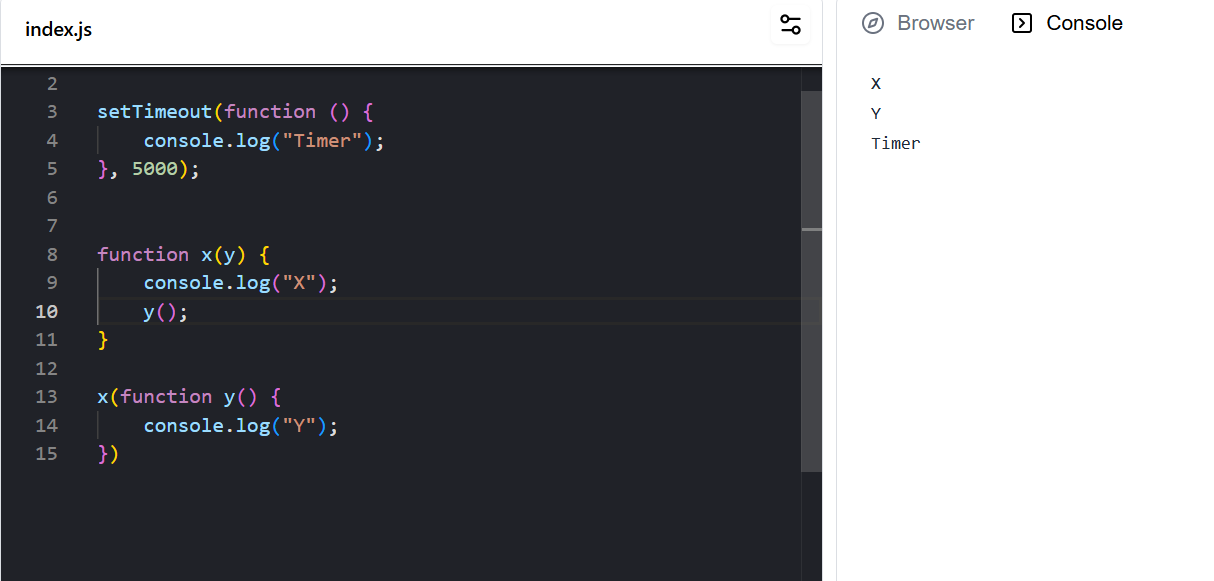 index.js
Browser
Console
2
3 setTimeout(function () {
4     console.log("Timer");
5 }, 5000);
6
7
8 function x(y) {
9     console.log("X");
10     y();
11 }
12
13 x(function y() {
14     console.log("Y");
15 })
X
Y
Timer